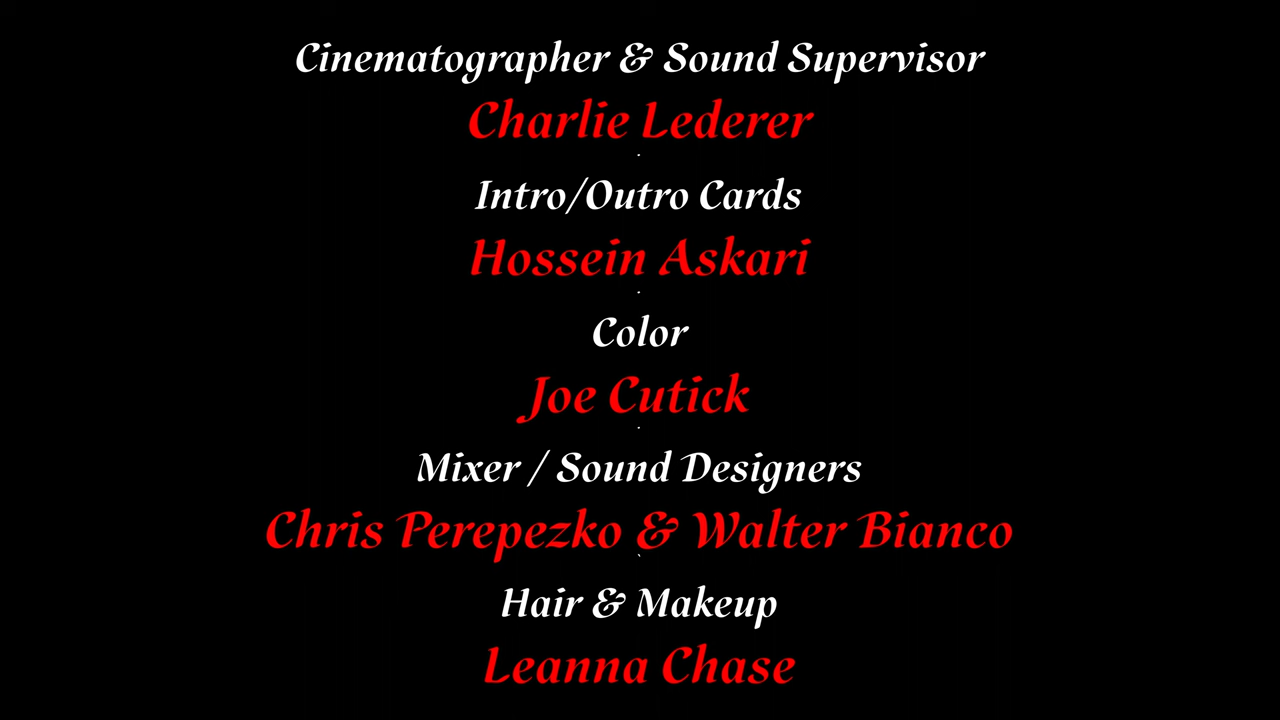 Cinematographer & Sound Supervisor
Charlie Lederer
Intro/Outro Cards
Hossein Askari
Color
Joe Cutick
Mixer / Sound Designers
Chris Perepezko & Walter Bianco
Hair & Makeup
Leanna Chase